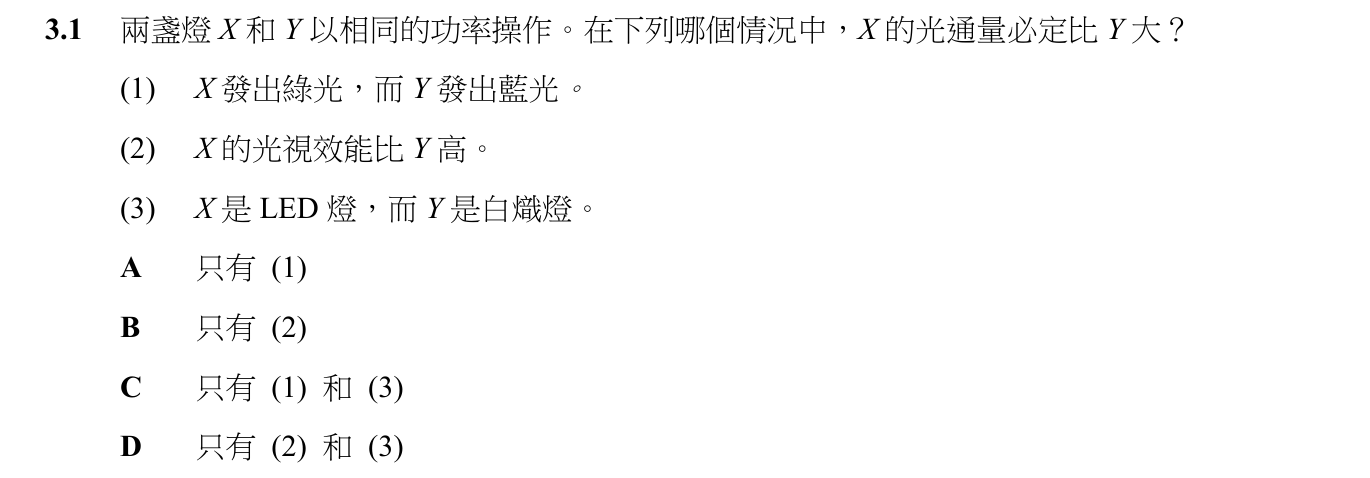 3.1 兩盞燈 X 和 Y 以相同的功率操作。在下列哪個情況中，X 的光通量必定比 Y 大？
(1) X 發出綠光，而 Y 發出藍光。
(2) X 的光視效能比 Y 高。
(3) X 是 LED 燈，而 Y 是白熾燈。
A 只有 (1)
B 只有 (2)
C 只有 (1) 和 (3)
D 只有 (2) 和 (3)